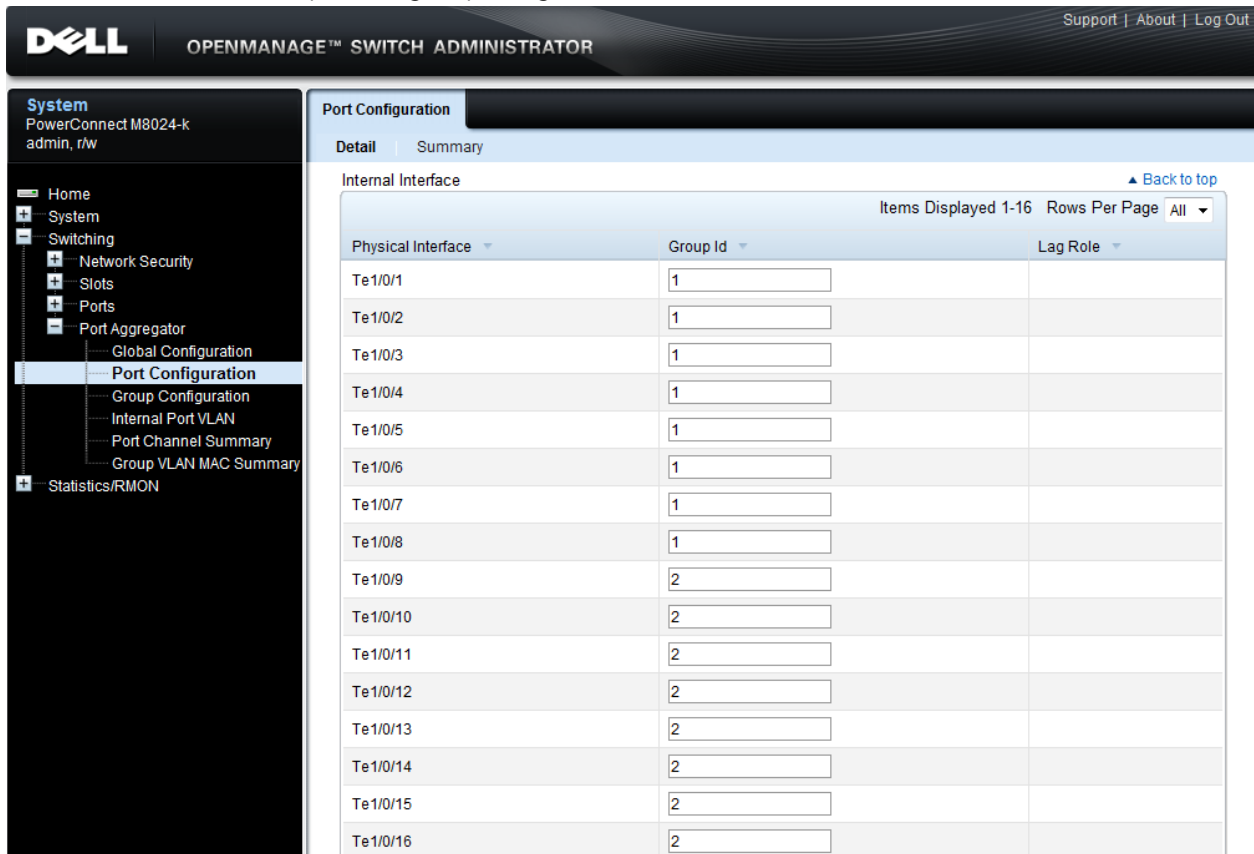 Support | About | Log Out
DELL
OPENMANAGE™ SWITCH ADMINISTRATOR
System
PowerConnect M8024-k
admin, r/w
Home
System
Switching
Network Security
Slots
Ports
Port Aggregator
Global Configuration
Port Configuration
Group Configuration
Internal Port VLAN
Port Channel Summary
Group VLAN MAC Summary
Statistics/RMON
Port Configuration
Detail Summary
Internal Interface Back to top
Items Displayed 1-16 Rows Per Page All
Physical Interface Group Id Lag Role
Te1/0/1 1
Te1/0/2 1
Te1/0/3 1
Te1/0/4 1
Te1/0/5 1
Te1/0/6 1
Te1/0/7 1
Te1/0/8 1
Te1/0/9 2
Te1/0/10 2
Te1/0/11 2
Te1/0/12 2
Te1/0/13 2
Te1/0/14 2
Te1/0/15 2
Te1/0/16 2